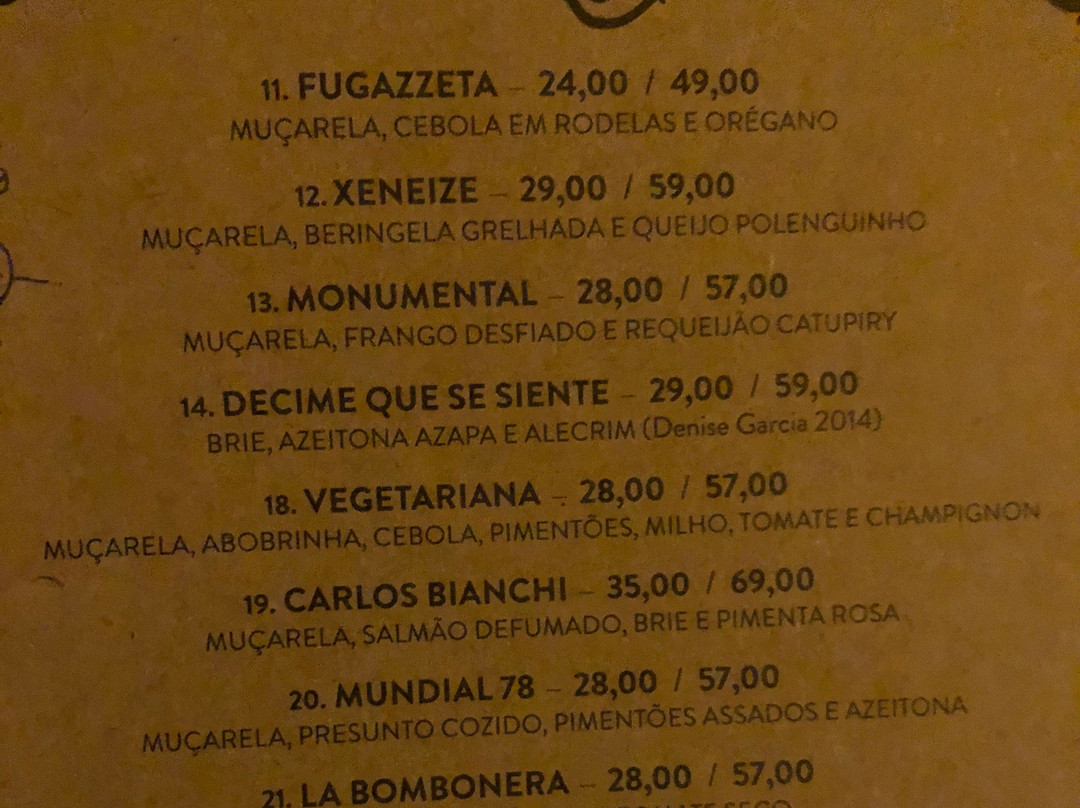 11. FUGAZZETA – 24,00 / 49,00
MUÇARELA, CEBOLA EM RODELAS E ORÉGANO
12. XENEIZE – 29,00 / 59,00
MUÇARELA, BERINGELA GRELHADA E QUEIJO POLENGUINHO
13. MONUMENTAL – 28,00 / 57,00
MUÇARELA, FRANGO DESFIADO E REQUEIJÃO CATUPIRY
14. DECIME QUE SE SIENTE – 29,00 / 59,00
BRIE, AZEITONA AZAPA E ALECRIM (Denise Garcia 2014)
18. VEGETARIANA – 28,00 / 57,00
MUÇARELA, ABOBRINHA, CEBOLA, PIMENTÕES, MILHO, TOMATE E CHAMPIGNON
19. CARLOS BIANCHI – 35,00 / 69,00
MUÇARELA, SALMÃO DEFUMADO, BRIE E PIMENTA ROSA
20. MUNDIAL 78 – 28,00 / 57,00
MUÇARELA, PRESUNTO COZIDO, PIMENTÕES ASSADOS E AZEITONA
21. LA BOMBONERA – 28,00 / 57,00